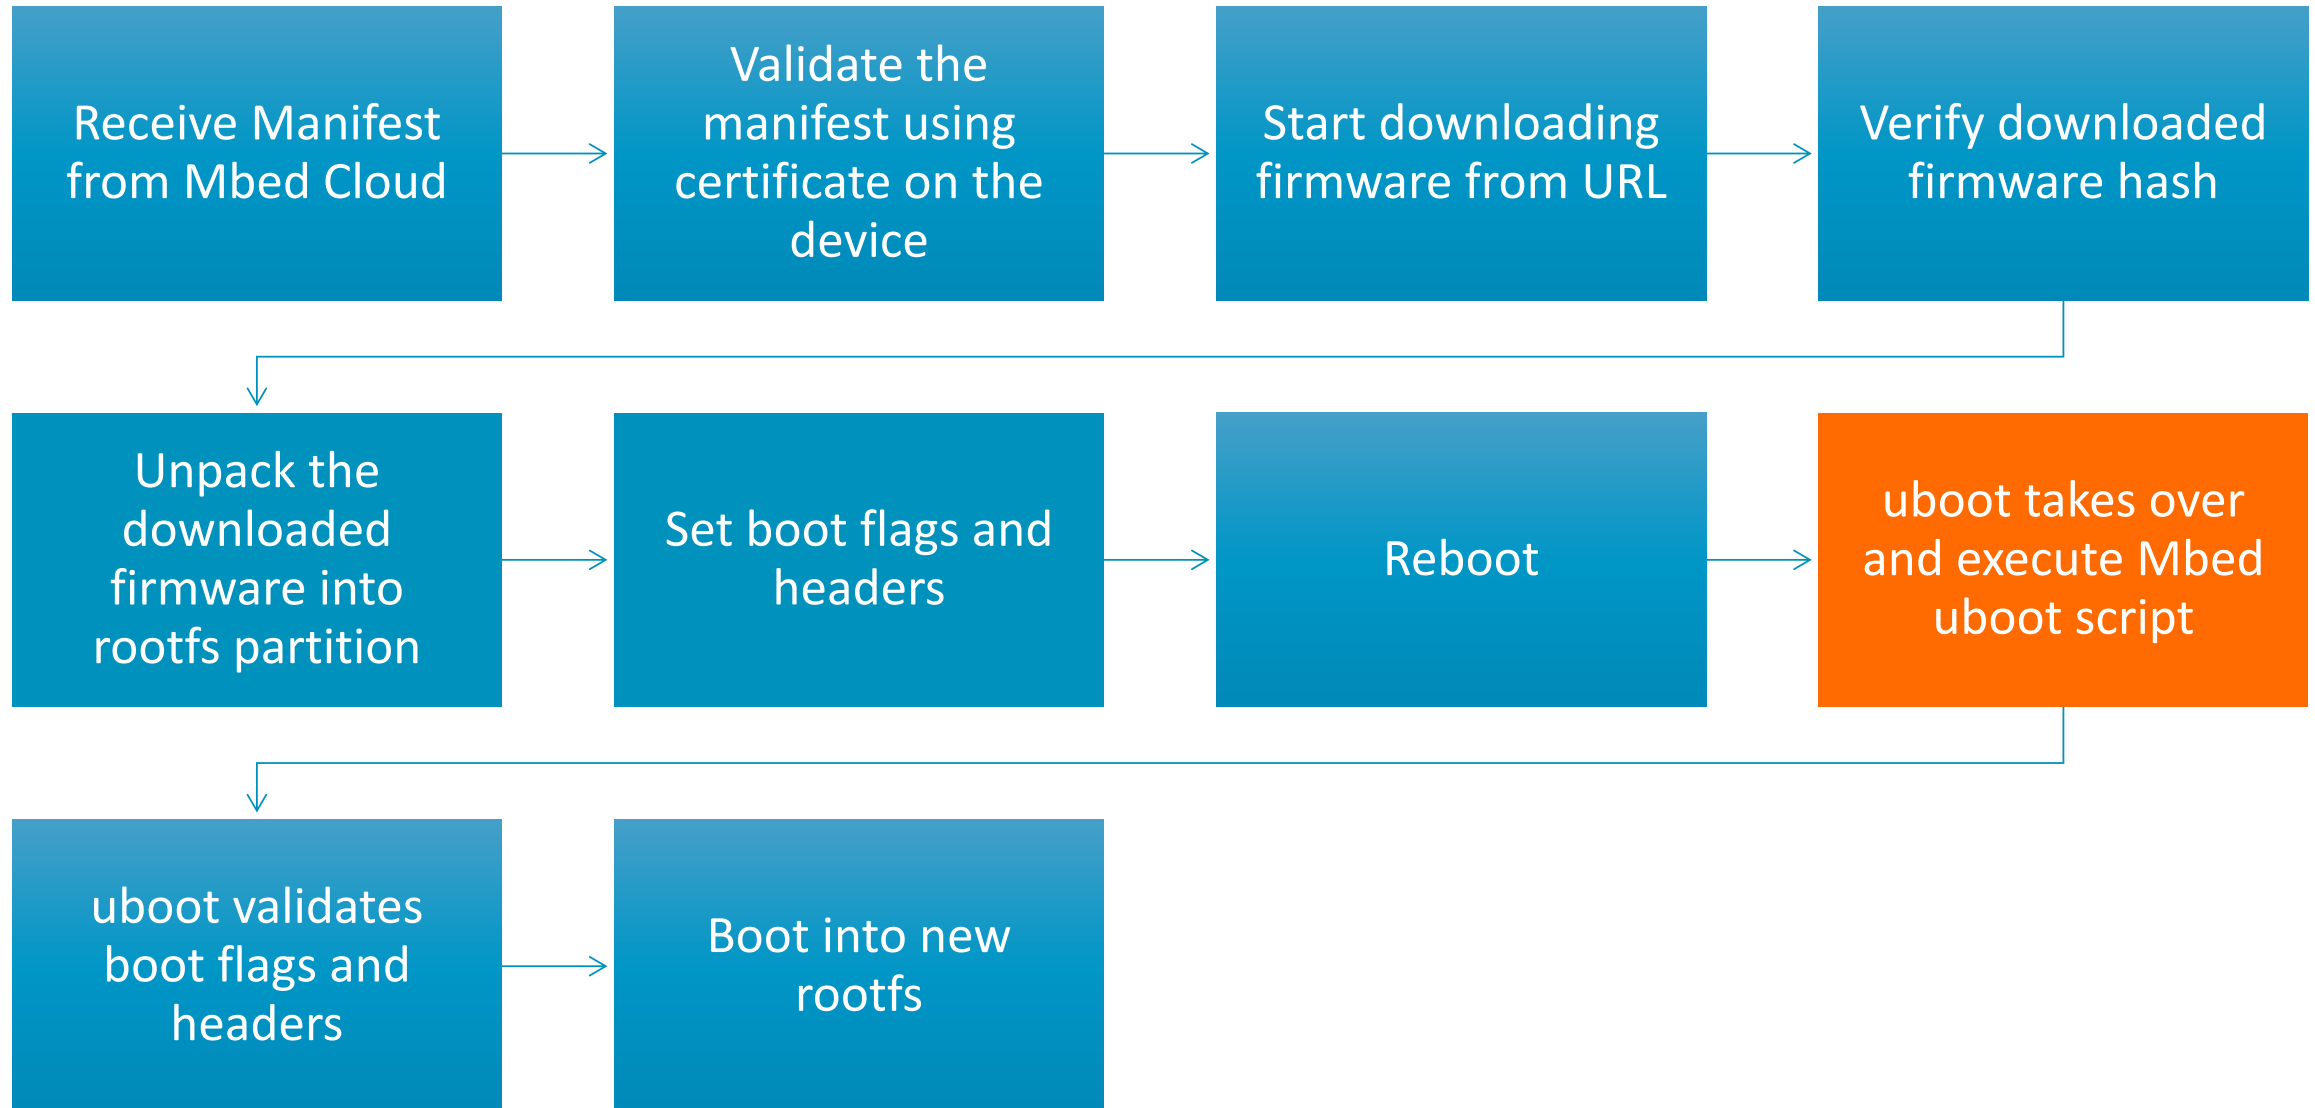 Receive Manifest
from Mbed Cloud
Validate the
manifest using
certificate on the
device
Start downloading
firmware from URL
Verify downloaded
firmware hash
Unpack the
downloaded
firmware into
rootfs partition
Set boot flags and
headers
Reboot
uboot takes over
and execute Mbed
uboot script
uboot validates
boot flags and
headers
Boot into new
rootfs